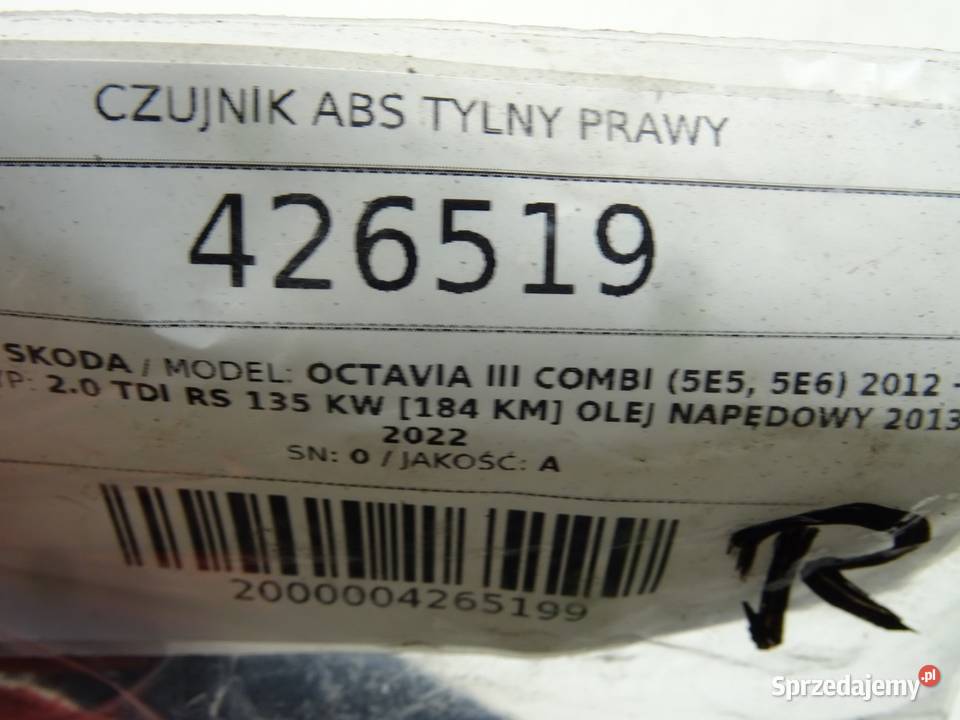 CZUJNIK ABS TYLNY PRAWY
426519
SKODA / MODEL: OCTAVIA III COMBI (5E5, 5E6) 2012 -
YP: 2.0 TDI RS 135 KW [184 KM] OLEJ NAPĘDOWY 2013
2022
SN: 0 / JAKOŚĆ: A
2000004265199
R
Sprzedajemy.pl